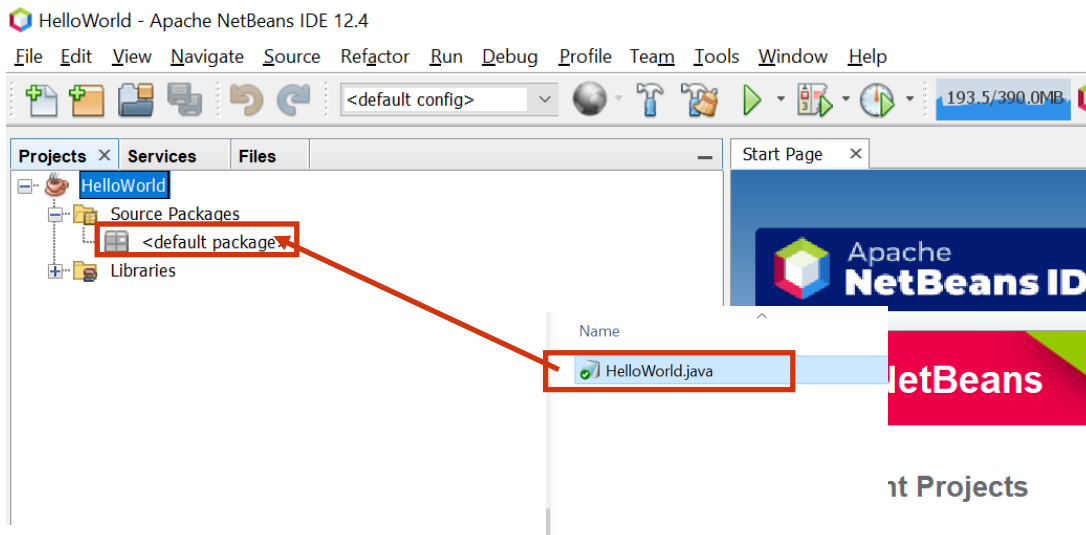 HelloWorld - Apache NetBeans IDE 12.4
File Edit View Navigate Source Refactor Run Debug Profile Team Tools Window Help
<default config>
193.5/390.0MB
Projects Services Files
Start Page
HelloWorld
Source Packages
<default package
Libraries
Apache
NetBeans ID
Name
HelloWorld.java
etBeans
Projects